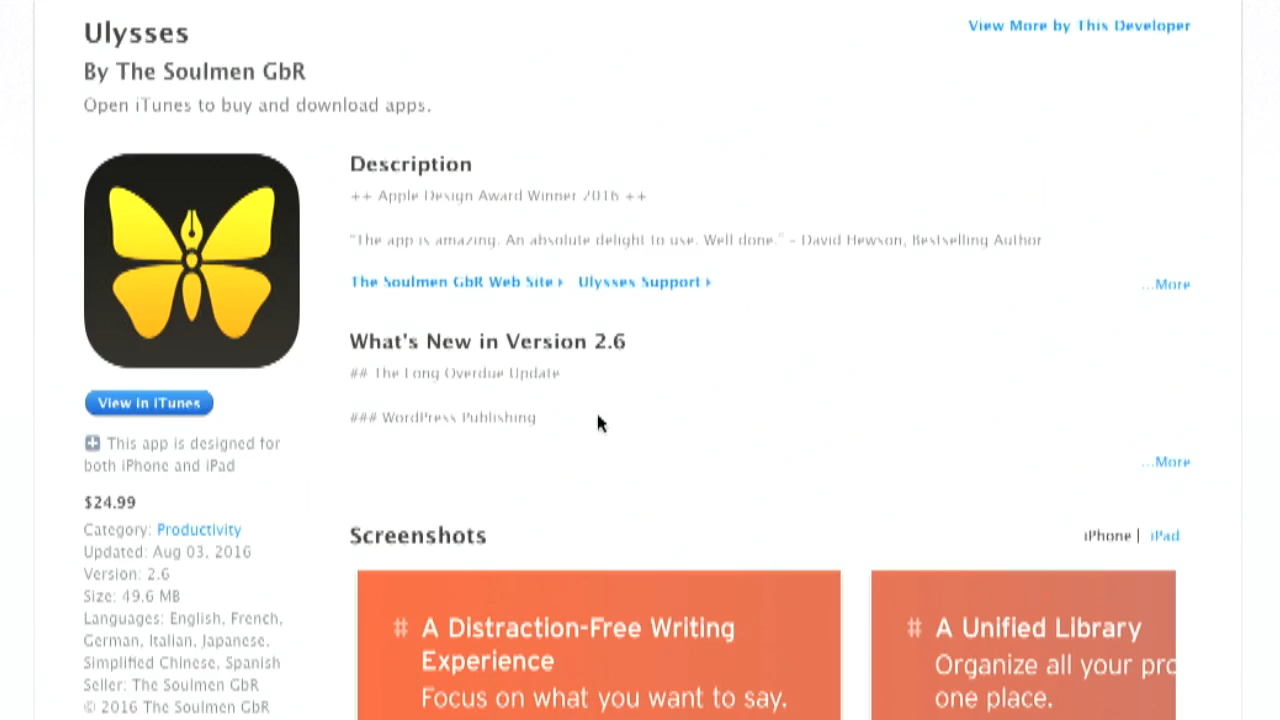 Ulysses
View More by This Developer
By The Soulmen GbR
Open iTunes to buy and download apps.
Description
++ Apple Design Award Winner 2016 ++
"The app is amazing. An absolute delight to use. Well done." – David Hewson, Bestselling Author
The Soulmen GbR Web Site
Ulysses Support
...More
What's New in Version 2.6
## The Long Overdue Update
### WordPress Publishing
...More
View in iTunes
This app is designed for
both iPhone and iPad
$24.99
Category: Productivity
Updated: Aug 03, 2016
Version: 2.6
Size: 49.6 MB
Languages: English, French,
German, Italian, Japanese,
Simplified Chinese, Spanish
Seller: The Soulmen GbR
© 2016 The Soulmen GbR
Screenshots
iPhone | iPad
# A Distraction-Free Writing
Experience
Focus on what you want to say.
# A Unified Library
Organize all your pro
one place.